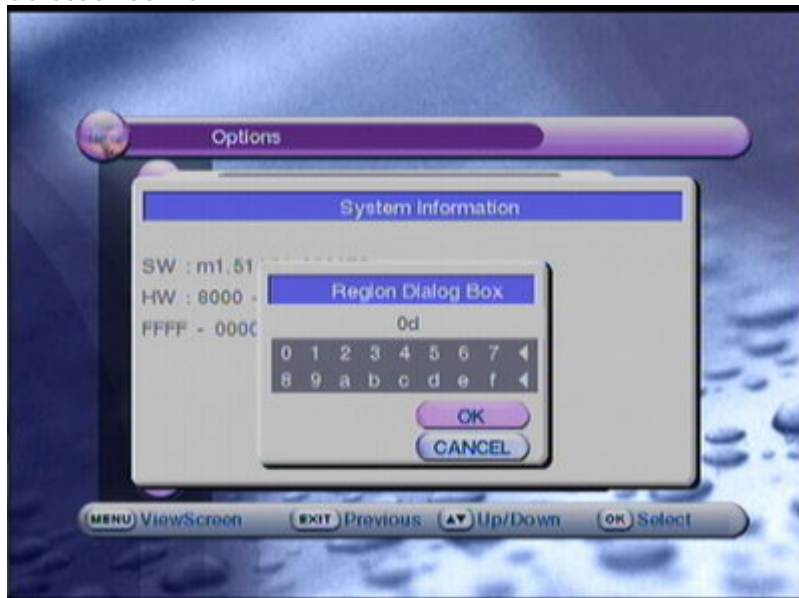 Options
System Information
SW : m1.51
HW : 8000 -
FFFF - 0000
Region Dialog Box
0d
0 1 2 3 4 5 6 7
8 9 a b c d e f
OK
CANCEL
MENU ViewScreen EXIT Previous Up/Down OK Select